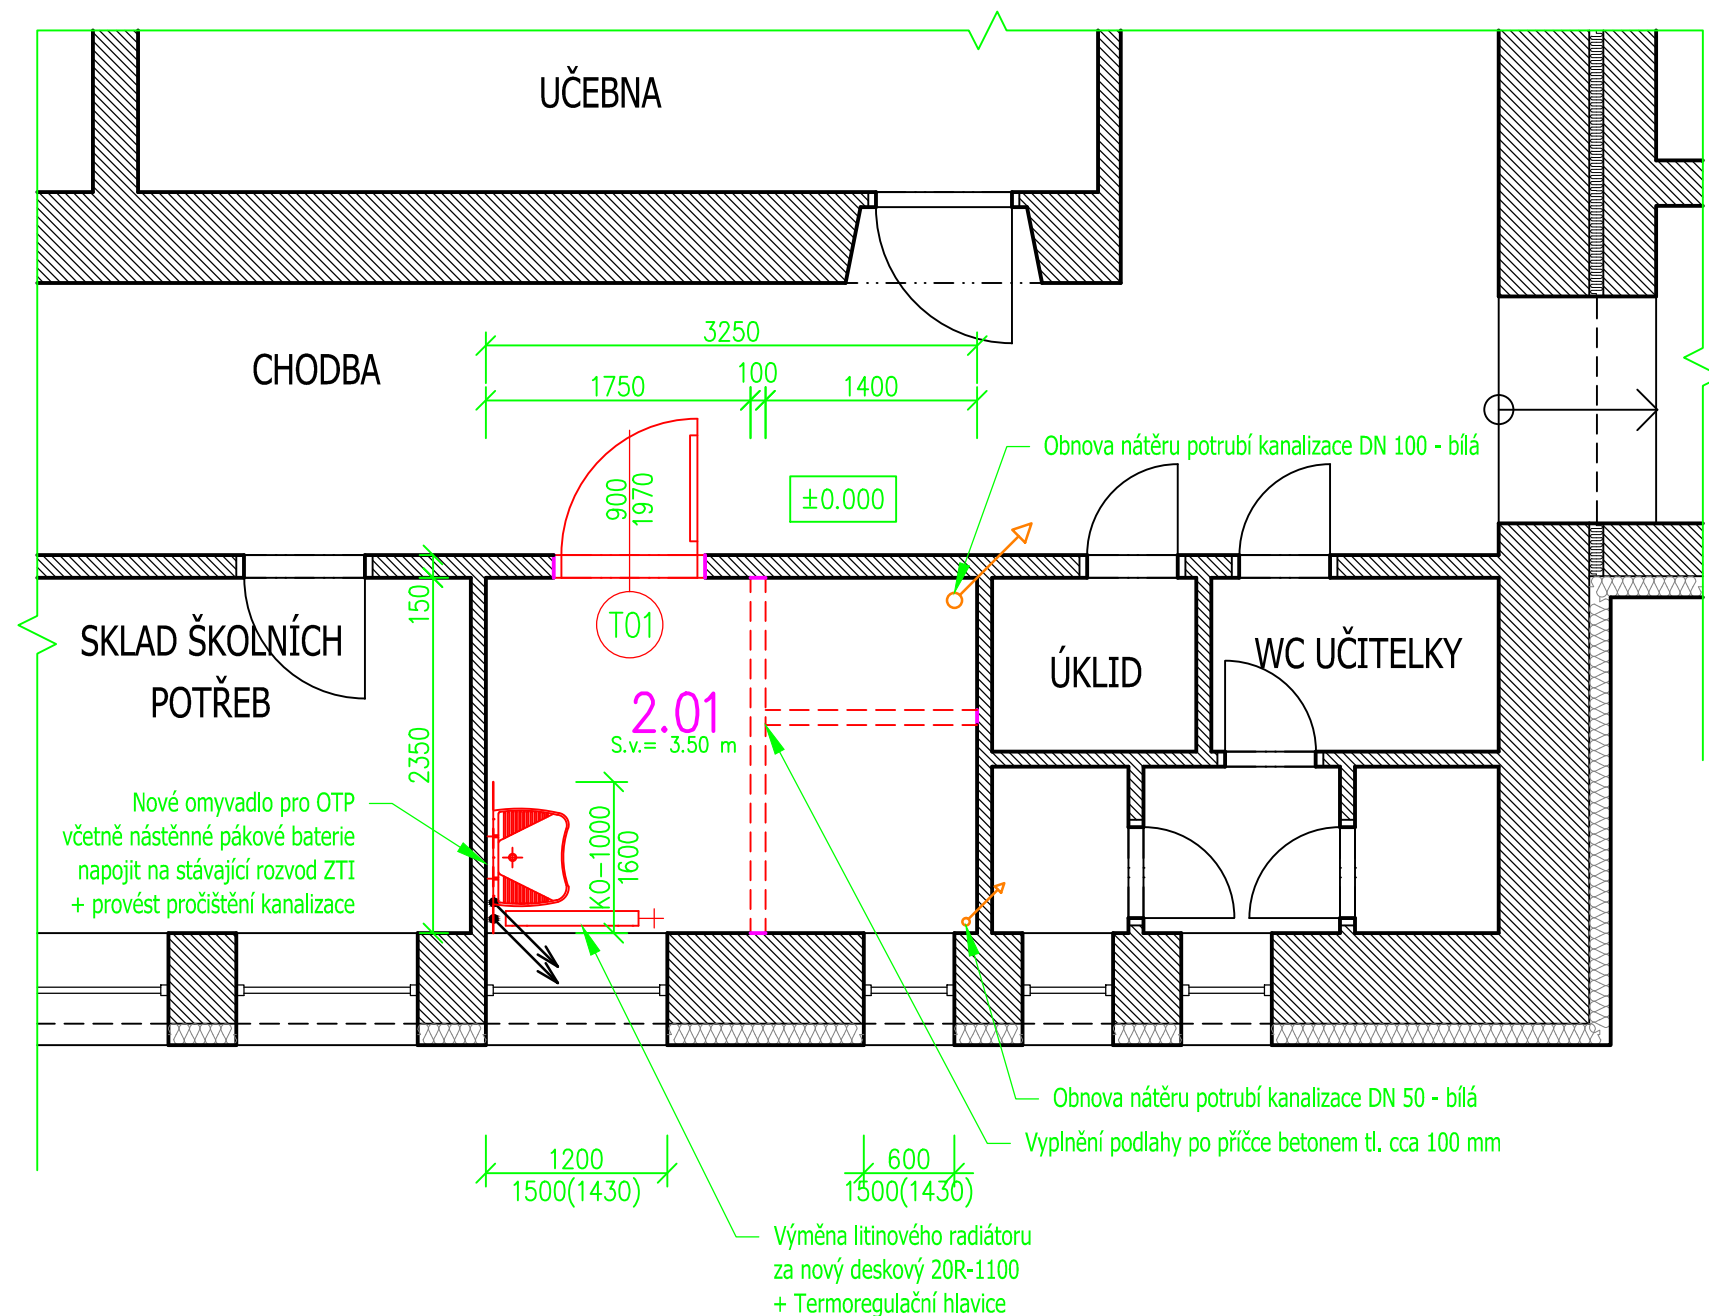 UČEBNA
CHODBA
3250
1750
100
1400
Obnova nátěru potrubí kanalizace DN 100 - bílá
900
1970
±0.000
150
T01
SKLAD ŠKOLNÍCH
POTŘEB
ÚKLID
WC UČITELKY
2.01
S.v.= 3.50 m
2350
Nové omyvadlo pro OTP
včetně nástěnné pákové baterie
napojit na stávající rozvod ZTI
+ provést pročištění kanalizace
KO-1000
1600
Obnova nátěru potrubí kanalizace DN 50 - bílá
Vyplnění podlahy po příčce betonem tl. cca 100 mm
1200
1500(1430)
600
1500(1430)
Výměna litinového radiátoru
za nový deskový 20R-1100
+ Termoregulační hlavice